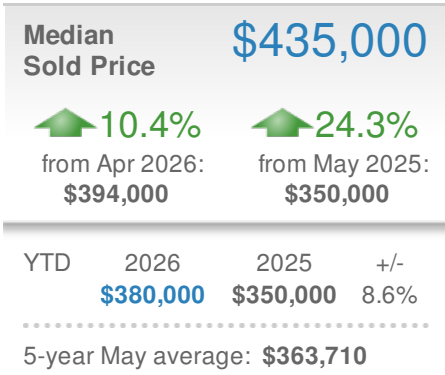 Median $435,000
Sold Price
10.4% 24.3%
from Apr 2026: from May 2025:
$394,000 $350,000
YTD 2026 2025 +/-
$380,000 $350,000 8.6%
5-year May average: $363,710